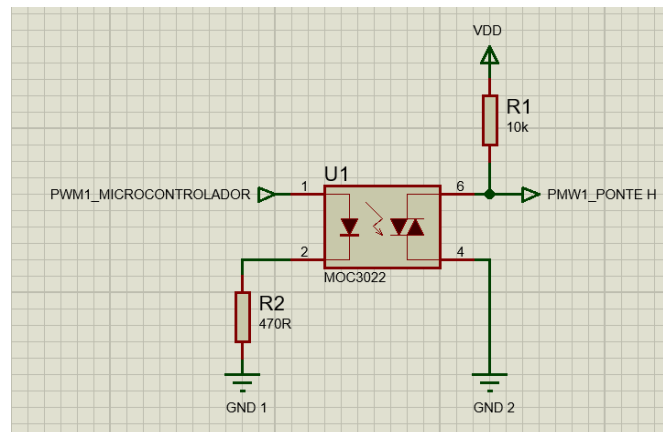 VDD
R1
10k
U1
PWM1_MICROCONTROLADOR
1
6
PMW1_PONTE H
2
4
MOC3022
R2
470R
GND 1
GND 2